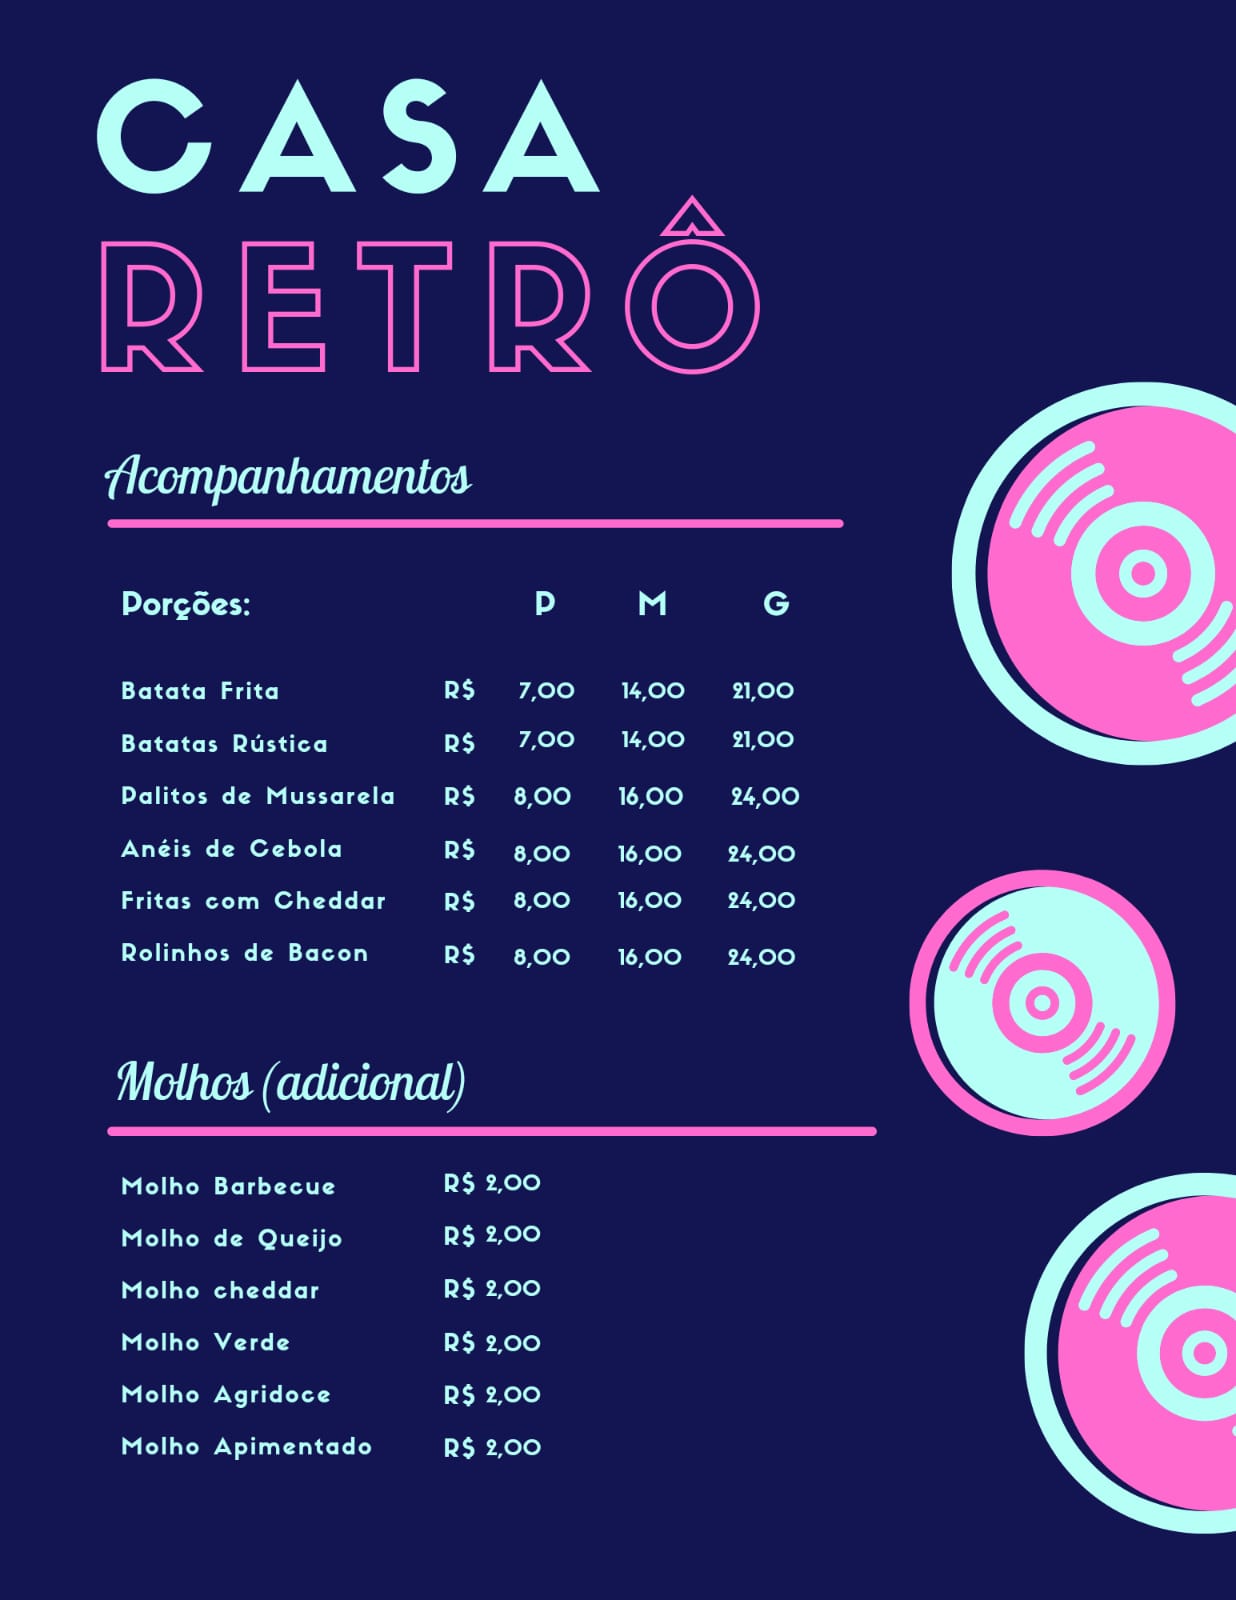 CASA
RETRÔ
Acompanhamentos
Porções: P M G
Batata Frita R$ 7,00 14,00 21,00
Batatas Rústica R$ 7,00 14,00 21,00
Palitos de Mussarela R$ 8,00 16,00 24,00
Anéis de Cebola R$ 8,00 16,00 24,00
Fritas com Cheddar R$ 8,00 16,00 24,00
Rolinhos de Bacon R$ 8,00 16,00 24,00
Molhos (adicional)
Molho Barbecue R$ 2,00
Molho de Queijo R$ 2,00
Molho cheddar R$ 2,00
Molho Verde R$ 2,00
Molho Agridoce R$ 2,00
Molho Apimentado R$ 2,00